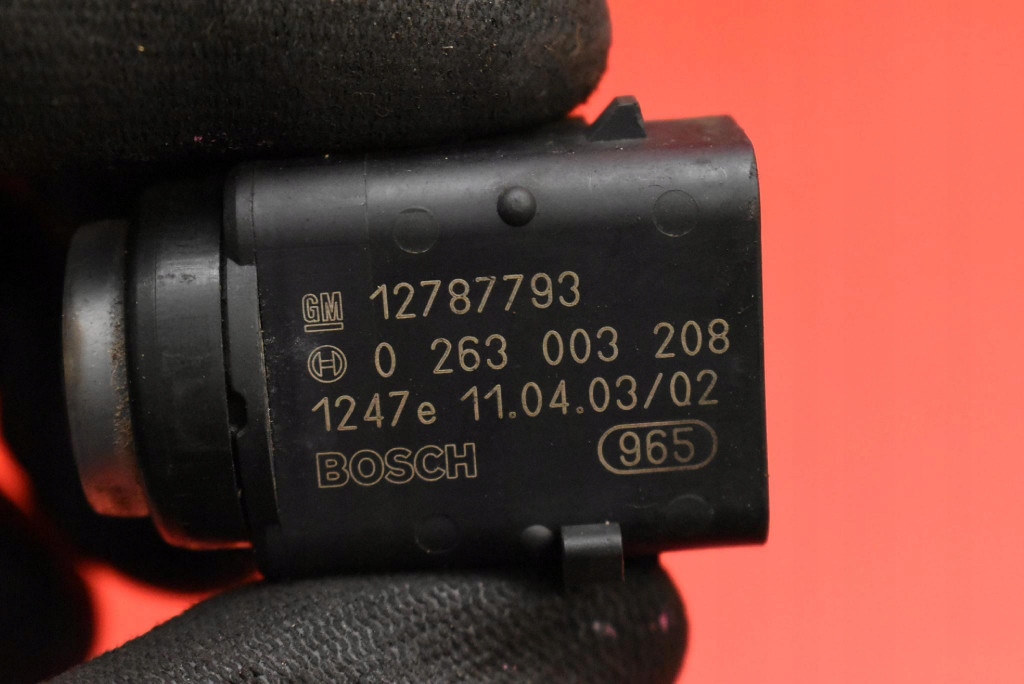 GM 12787793
0 263 003 208
1247e 11.04.03/02
BOSCH 965